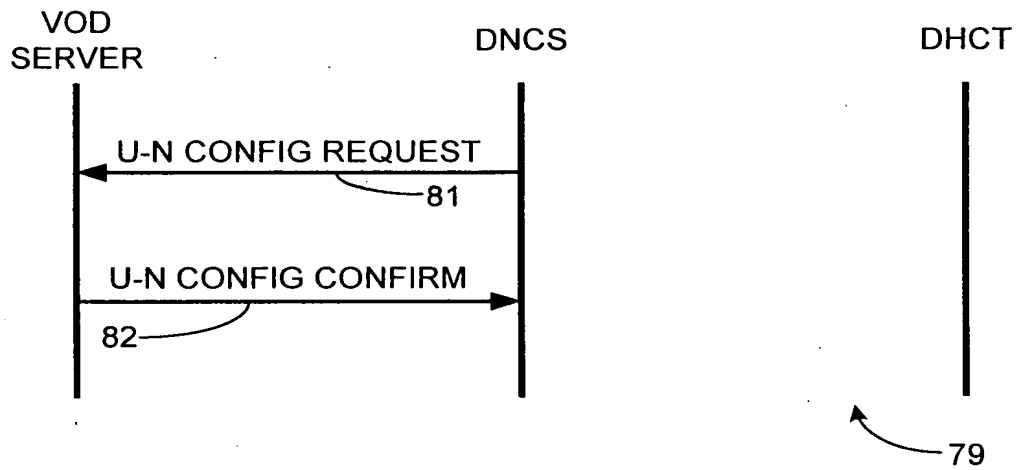 VOD
SERVER
DNCS
DHCT
U-N CONFIG REQUEST
81
U-N CONFIG CONFIRM
82
79